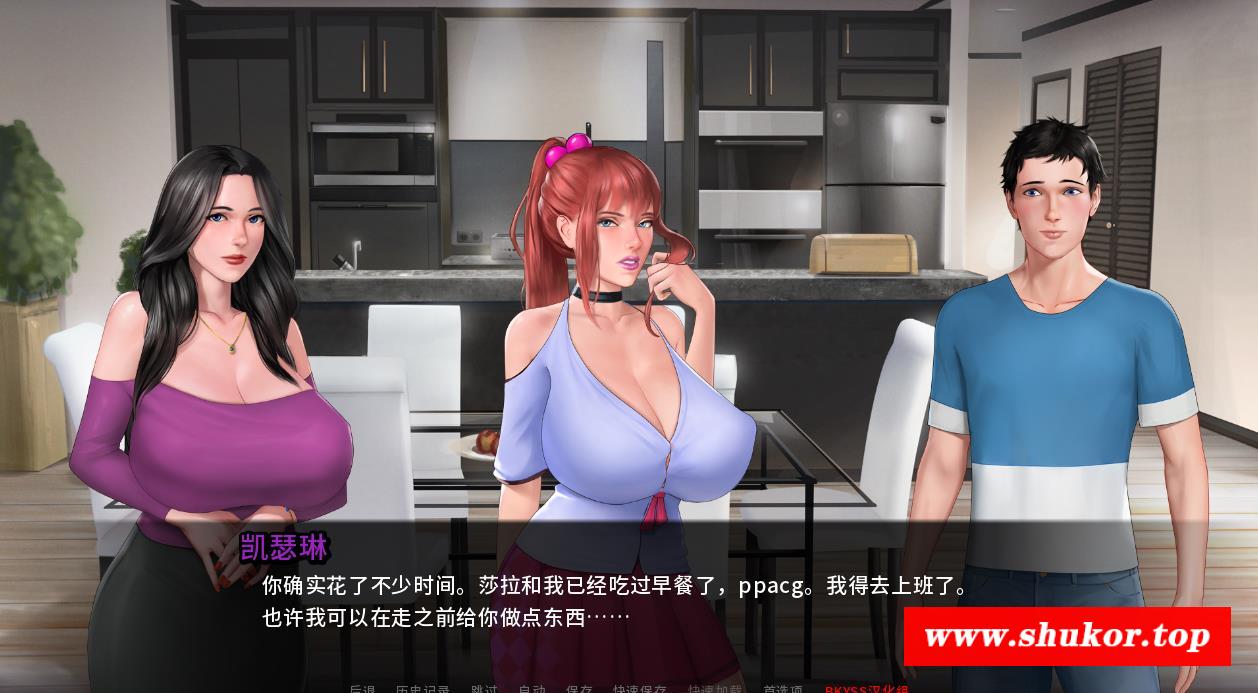 凯瑟琳
你确实花了不少时间。莎拉和我已经吃过早餐了，ppacg。我得去上班了。
也许我可以在走之前给你做点东西……
www.shukor.top
后退 历史记录 跳过 自动 保存 快速保存 快速加载 首选项 BKYSS汉化组